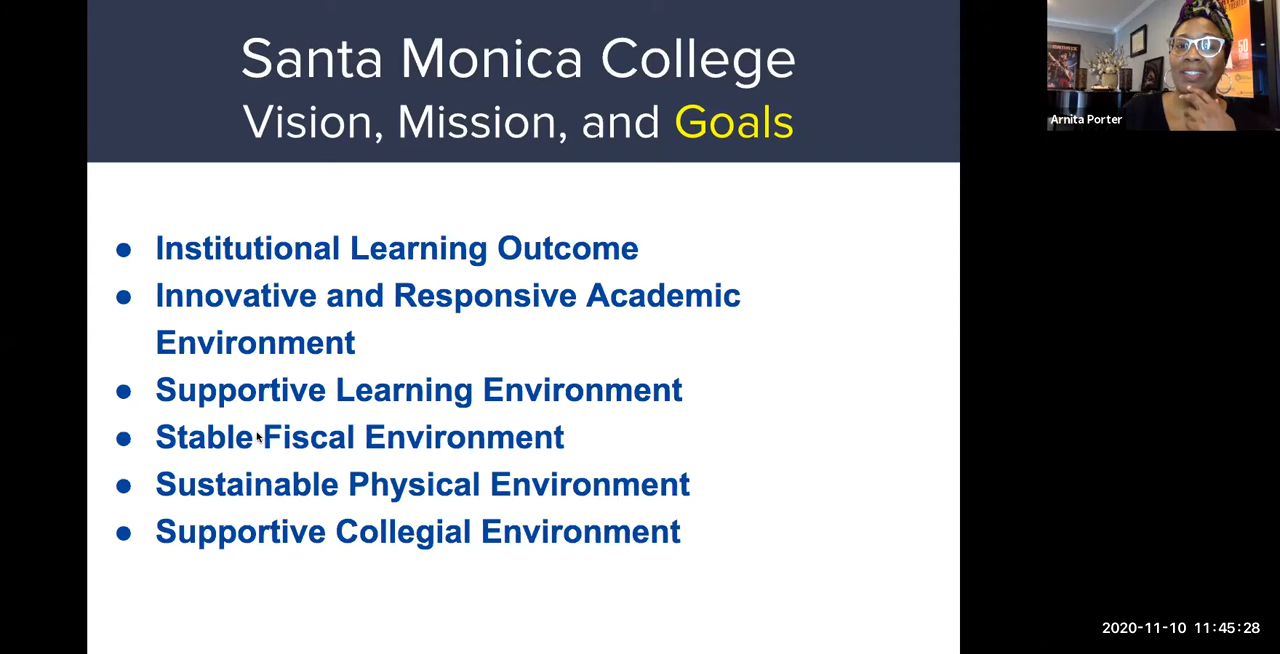 Santa Monica College
Vision, Mission, and Goals
● Institutional Learning Outcome
● Innovative and Responsive Academic
Environment
● Supportive Learning Environment
● Stable Fiscal Environment
● Sustainable Physical Environment
● Supportive Collegial Environment
50
Arnita Porter
2020-11-10 11:45:28